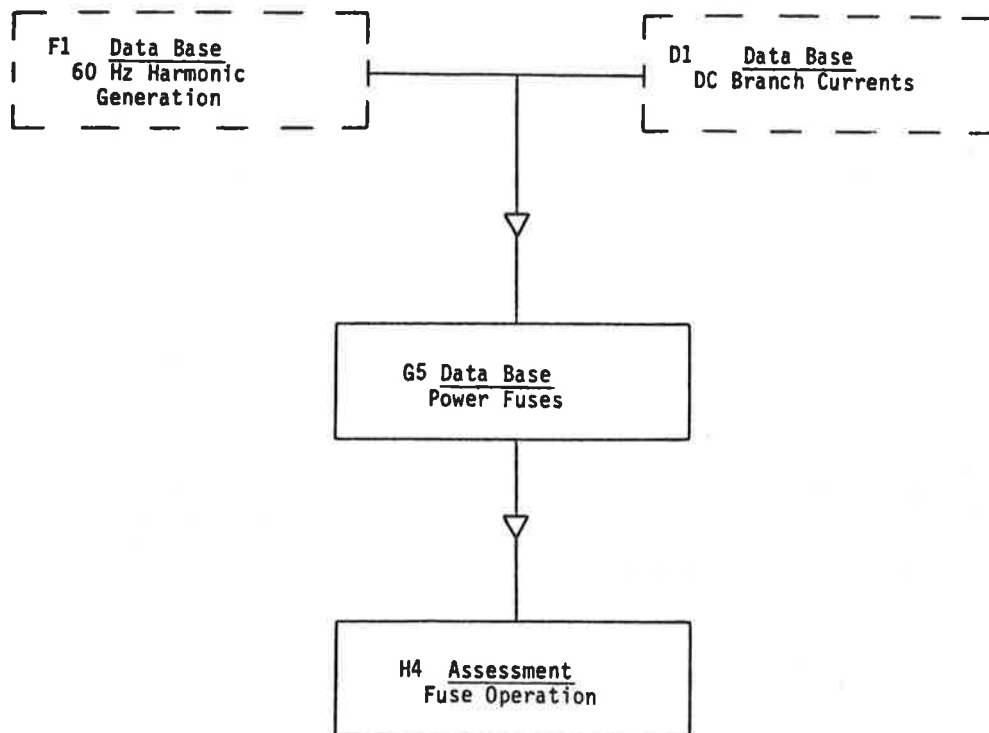 F1 Data Base
60 Hz Harmonic
Generation
D1 Data Base
DC Branch Currents
G5 Data Base
Power Fuses
H4 Assessment
Fuse Operation